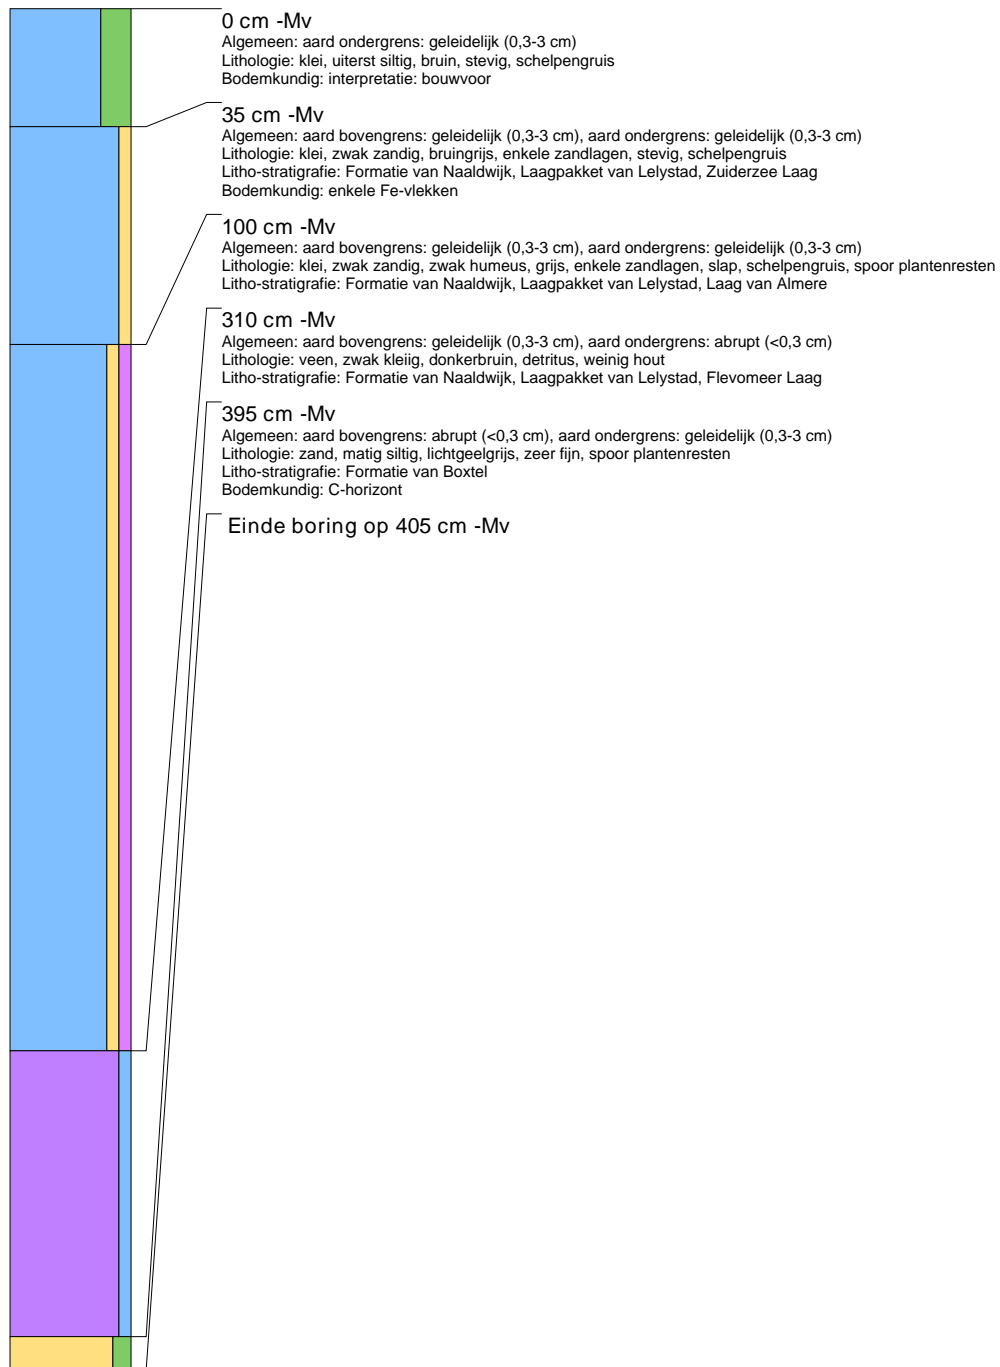 0 cm -Mv
Algemeen: aard ondergrens: geleidelijk (0,3-3 cm)
Lithologie: klei, uiterst siltig, bruin, stevig, schelpengruis
Bodemkundig: interpretatie: bouwvoor
35 cm -Mv
Algemeen: aard bovengrens: geleidelijk (0,3-3 cm), aard ondergrens: geleidelijk (0,3-3 cm)
Lithologie: klei, zwak zandig, bruingrijs, enkele zandlagen, stevig, schelpengruis
Litho-stratigrafie: Formatie van Naaldwijk, Laagpakket van Lelystad, Zuiderzee Laag
Bodemkundig: enkele Fe-vlekken
100 cm -Mv
Algemeen: aard bovengrens: geleidelijk (0,3-3 cm), aard ondergrens: geleidelijk (0,3-3 cm)
Lithologie: klei, zwak zandig, zwak humeus, grijs, enkele zandlagen, slap, schelpengruis, spoor plantenresten
Litho-stratigrafie: Formatie van Naaldwijk, Laagpakket van Lelystad, Laag van Almere
310 cm -Mv
Algemeen: aard bovengrens: geleidelijk (0,3-3 cm), aard ondergrens: abrupt (<0,3 cm)
Lithologie: veen, zwak kleiig, donkerbruin, detritus, weinig hout
Litho-stratigrafie: Formatie van Naaldwijk, Laagpakket van Lelystad, Flevomeer Laag
395 cm -Mv
Algemeen: aard bovengrens: abrupt (<0,3 cm), aard ondergrens: geleidelijk (0,3-3 cm)
Lithologie: zand, matig siltig, lichtgeelgrijs, zeer fijn, spoor plantenresten
Litho-stratigrafie: Formatie van Boxtel
Bodemkundig: C-horizont
Einde boring op 405 cm -Mv